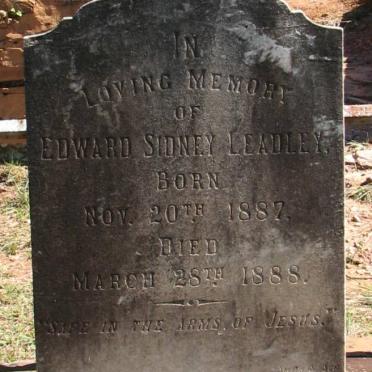 IN
LOVING MEMORY
OF
EDWARD SIDNEY LEADLEY,
BORN
NOV. 20TH 1887.
DIED
MARCH 28TH 1888.
"SAFE IN THE ARMS, OF JESUS."